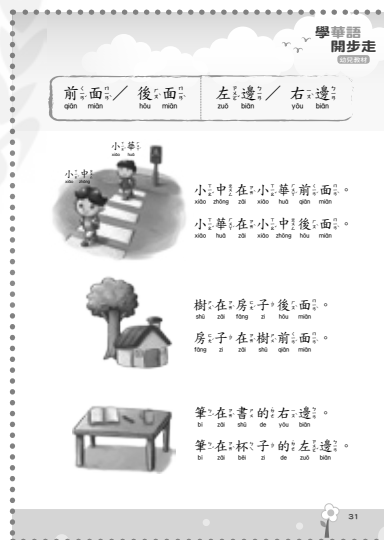 學華語
開步走
幼兒教材
前面／後面 左邊／右邊
qián miàn hòu miàn zuǒ biān yòu biān
小華
xiǎo huá
小中
xiǎo zhōng
小中在小華前面。
xiǎo zhōng zài xiǎo huá qián miàn
小華在小中後面。
xiǎo huá zài xiǎo zhōng hòu miàn
樹在房子後面。
shù zài fáng zi hòu miàn
房子在樹前面。
fáng zi zài shù qián miàn
筆在書的右邊。
bǐ zài shū de yòu biān
筆在杯子的左邊。
bǐ zài bēi zi de zuǒ biān
31